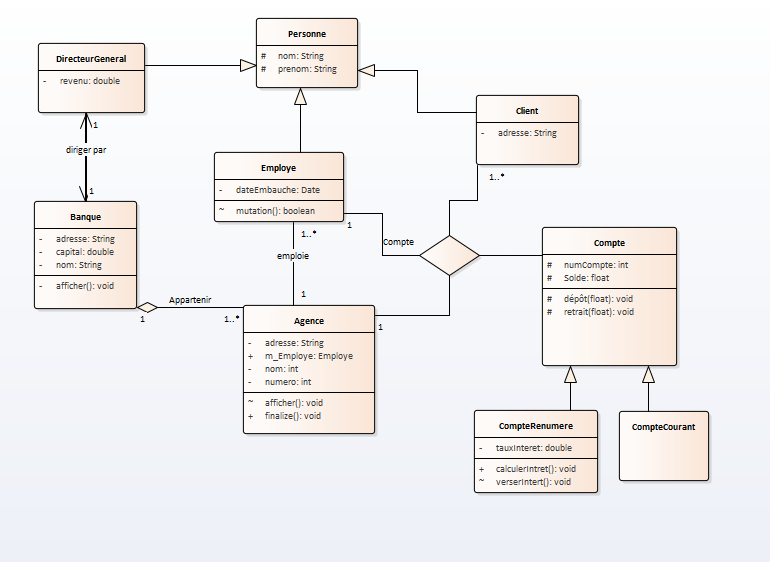 Personne
# nom: String
# prenom: String
DirecteurGeneral
- revenu: double
Client
- adresse: String
1
diriger par
1
1..*
Employe
- dateEmbauche: Date
~ mutation(): boolean
1
1..*
Compte
emploie
1
Banque
- adresse: String
- capital: double
- nom: String
- afficher(): void
Appartenir
1
1..*
Agence
- adresse: String
+ m_Employe: Employe
- nom: int
- numero: int
~ afficher(): void
+ finalize(): void
1
Compte
# numCompte: int
# Solde: float
# dépôt(float): void
# retrait(float): void
CompteRenumere
- tauxInteret: double
+ calculerIntret(): void
~ verserIntert(): void
CompteCourant